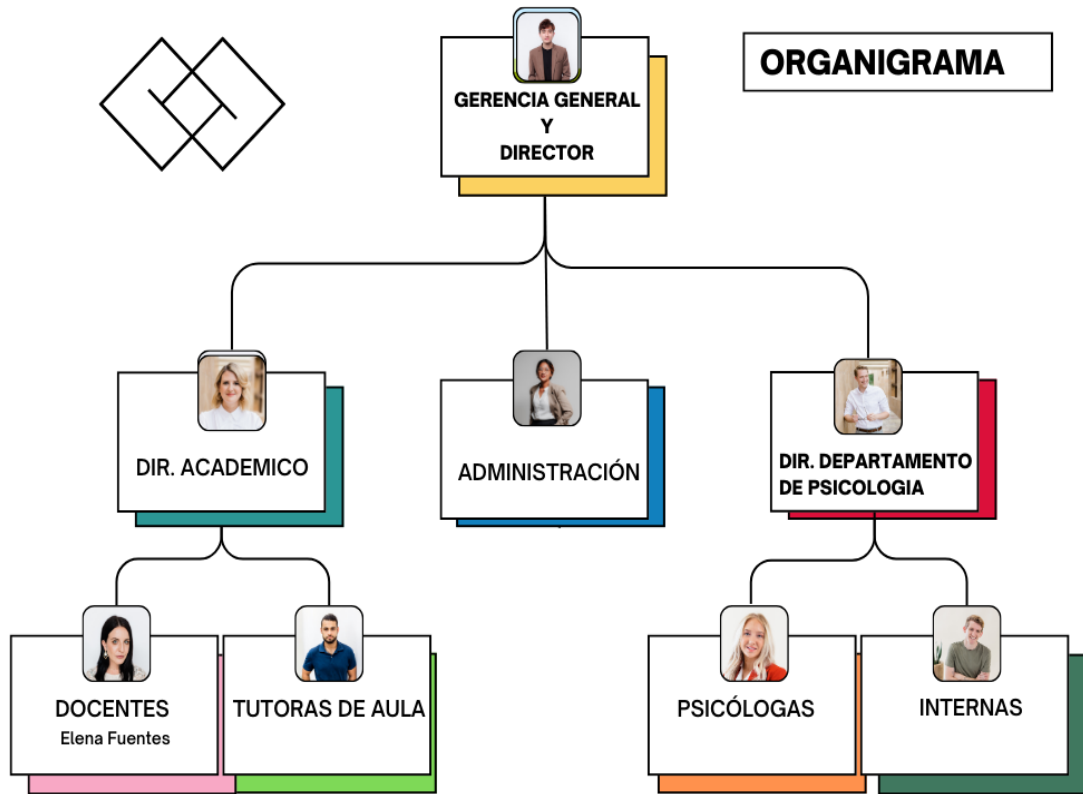 ORGANIGRAMA
GERENCIA GENERAL
Y
DIRECTOR
DIR. ACADEMICO
ADMINISTRACIÓN
DIR. DEPARTAMENTO
DE PSICOLOGIA
DOCENTES
Elena Fuentes
TUTORAS DE AULA
PSICÓLOGAS
INTERNAS